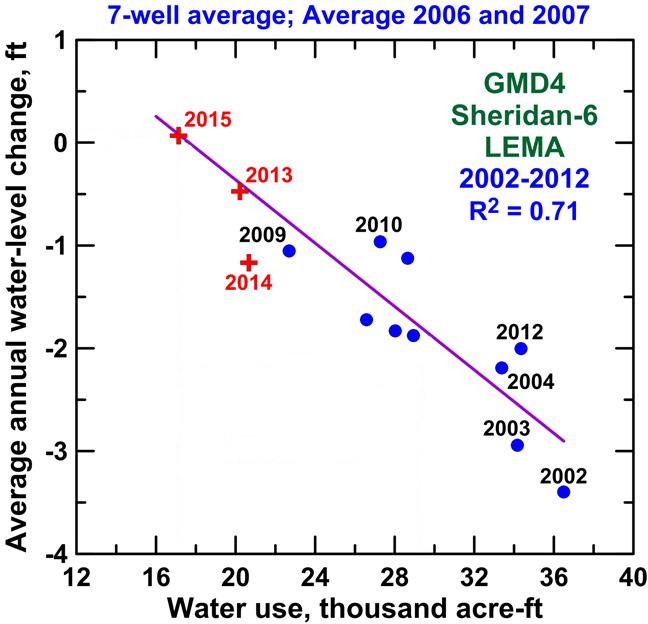 7-well average; Average 2006 and 2007
GMD4
Sheridan-6
LEMA
2002-2012
R² = 0.71
2015
2013
2009
2010
2014
2012
2004
2003
2002
Average annual water-level change, ft
1
0
-1
-2
-3
-4
12 16 20 24 28 32 36 40
Water use, thousand acre-ft